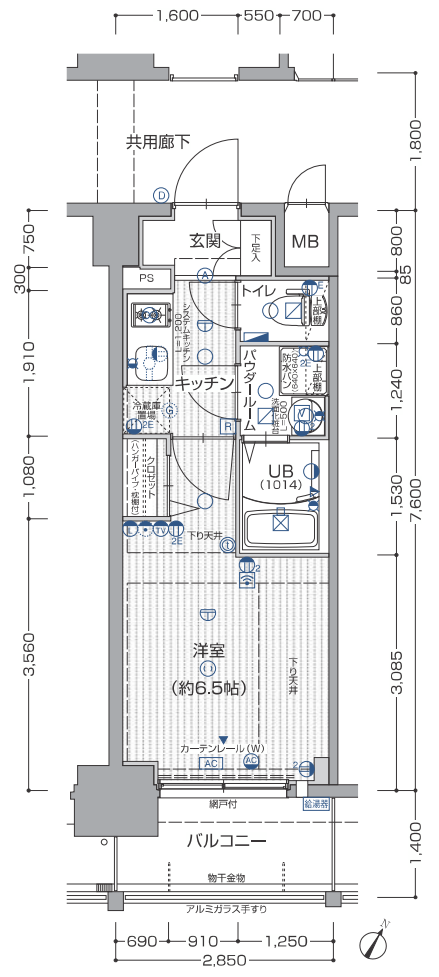 1,600
550
700
共用廊下
1,800
D
玄関
下足入
MB
750
800
A
300
PS
85
トイレ
E
上部棚
860
システムキッチン
L=1200
1,910
キッチン
パウダールーム
防水パン
(640×640)
2
上部棚
1,240
洗面化粧台
L=500
V
冷蔵庫
置場
G
2E
R
1,080
クロゼット
(ハンガーパイプ・枕棚付)
UB
(1014)
1,530
7,600
L
TV
2E
下り天井
t
2
3,560
洋室
(約6.5帖)
下り天井
3,085
カーテンレール(W)
AC
AC
2
網戸付
給湯器
バルコニー
1,400
物干金物
アルミガラス手すり
N
690
910
1,250
2,850